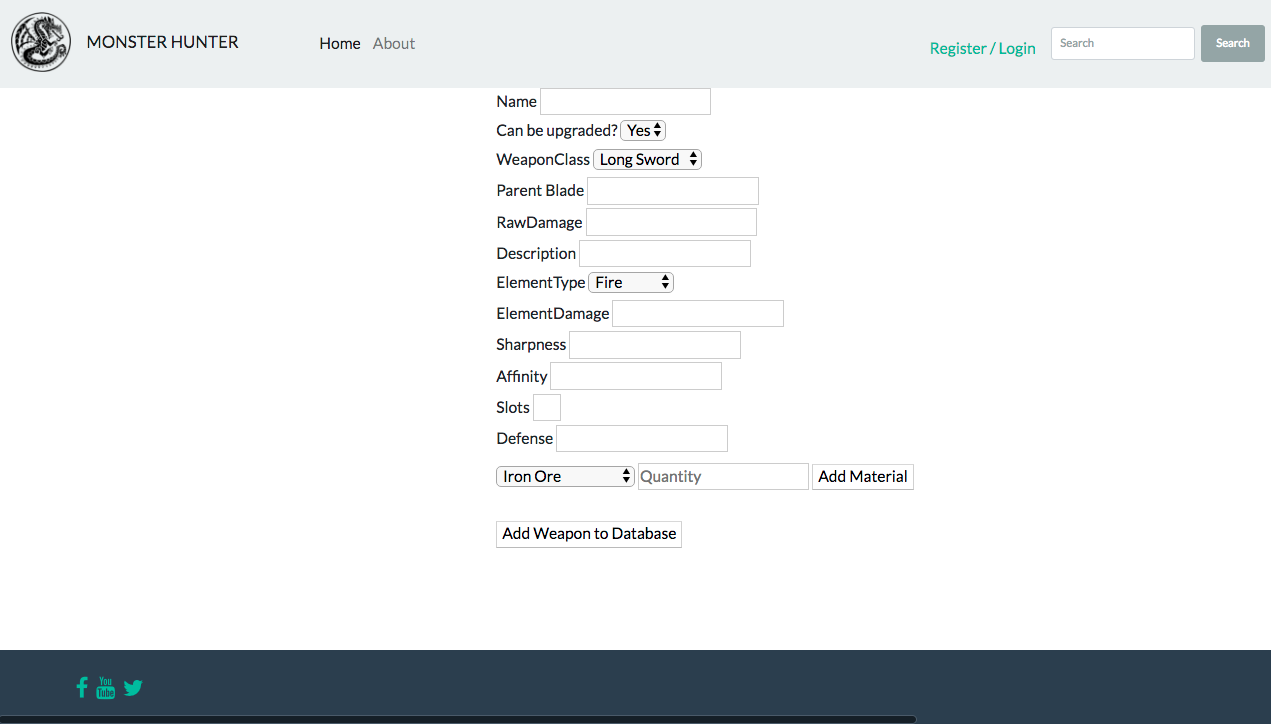 MONSTER HUNTER Home About Register / Login Search Search
Name
Can be upgraded? Yes
WeaponClass Long Sword
Parent Blade
RawDamage
Description
ElementType Fire
ElementDamage
Sharpness
Affinity
Slots
Defense
Iron Ore Quantity Add Material
Add Weapon to Database
You
Tube